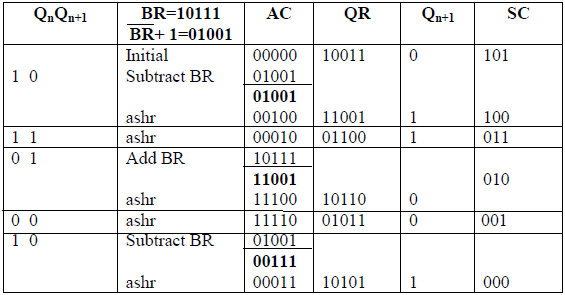 QnQn+1 BR=10111 AC QR Qn+1 SC
BR+ 1=01001
Initial 00000 10011 0 101
1 0 Subtract BR 01001
01001
ashr 00100 11001 1 100
1 1 ashr 00010 01100 1 011
0 1 Add BR 10111
11001 010
ashr 11100 10110 0
0 0 ashr 11110 01011 0 001
1 0 Subtract BR 01001
00111
ashr 00011 10101 1 000